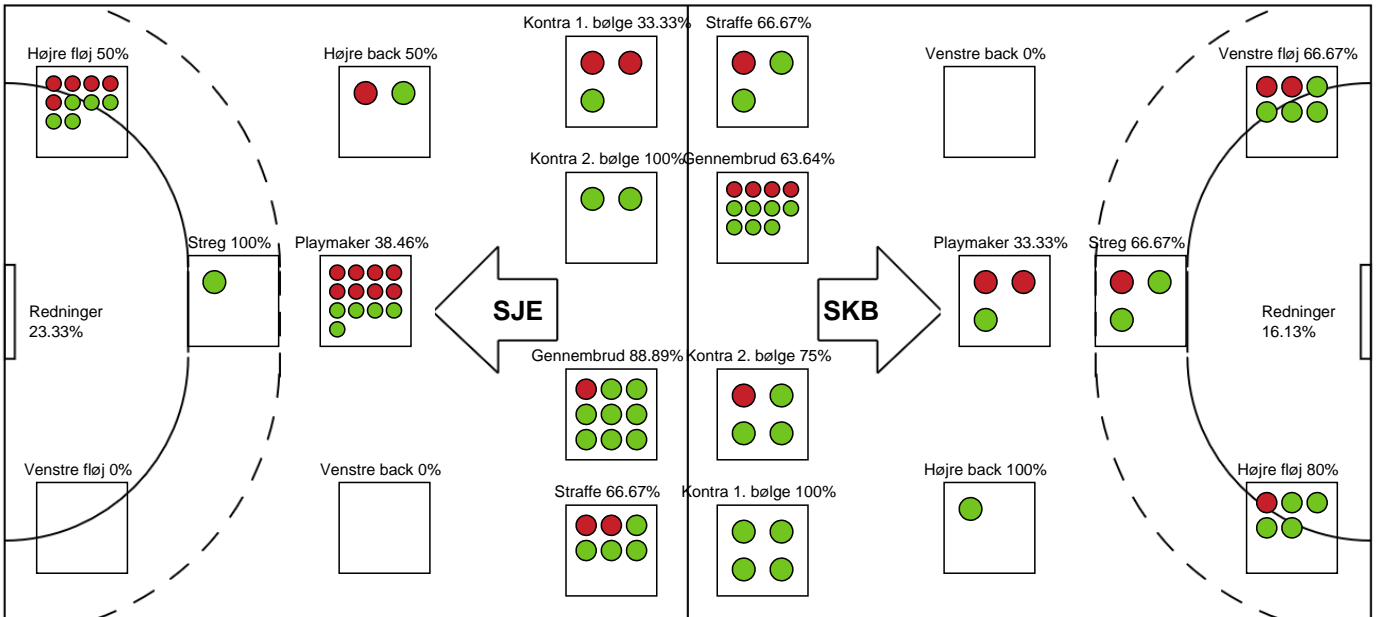 Kontra 1. bølge 33.33%
Straffe 66.67%
Højre fløj 50%
Højre back 50%
Venstre back 0%
Venstre fløj 66.67%
Kontra 2. bølge 100%
Gennembrud 63.64%
Streg 100%
Playmaker 38.46%
Playmaker 33.33%
Streg 66.67%
Redninger
23.33%
SJE
SKB
Redninger
16.13%
Gennembrud 88.89%
Kontra 2. bølge 75%
Venstre fløj 0%
Venstre back 0%
Højre back 100%
Højre fløj 80%
Straffe 66.67%
Kontra 1. bølge 100%